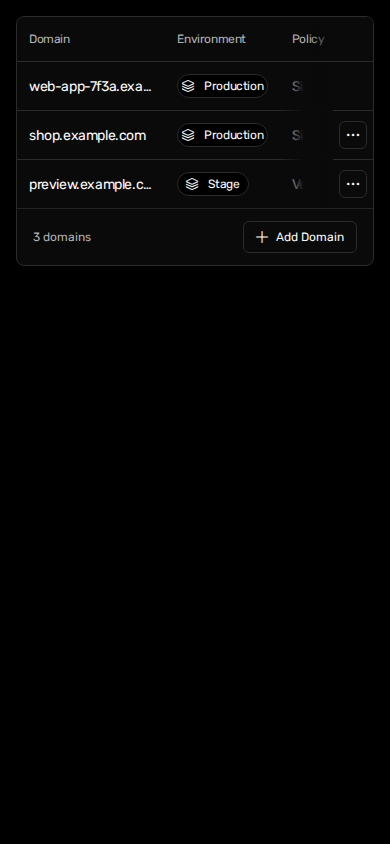 Domain Environment Policy
web-app-7f3a.exa... Production
shop.example.com Production
preview.example.c... Stage
3 domains Add Domain